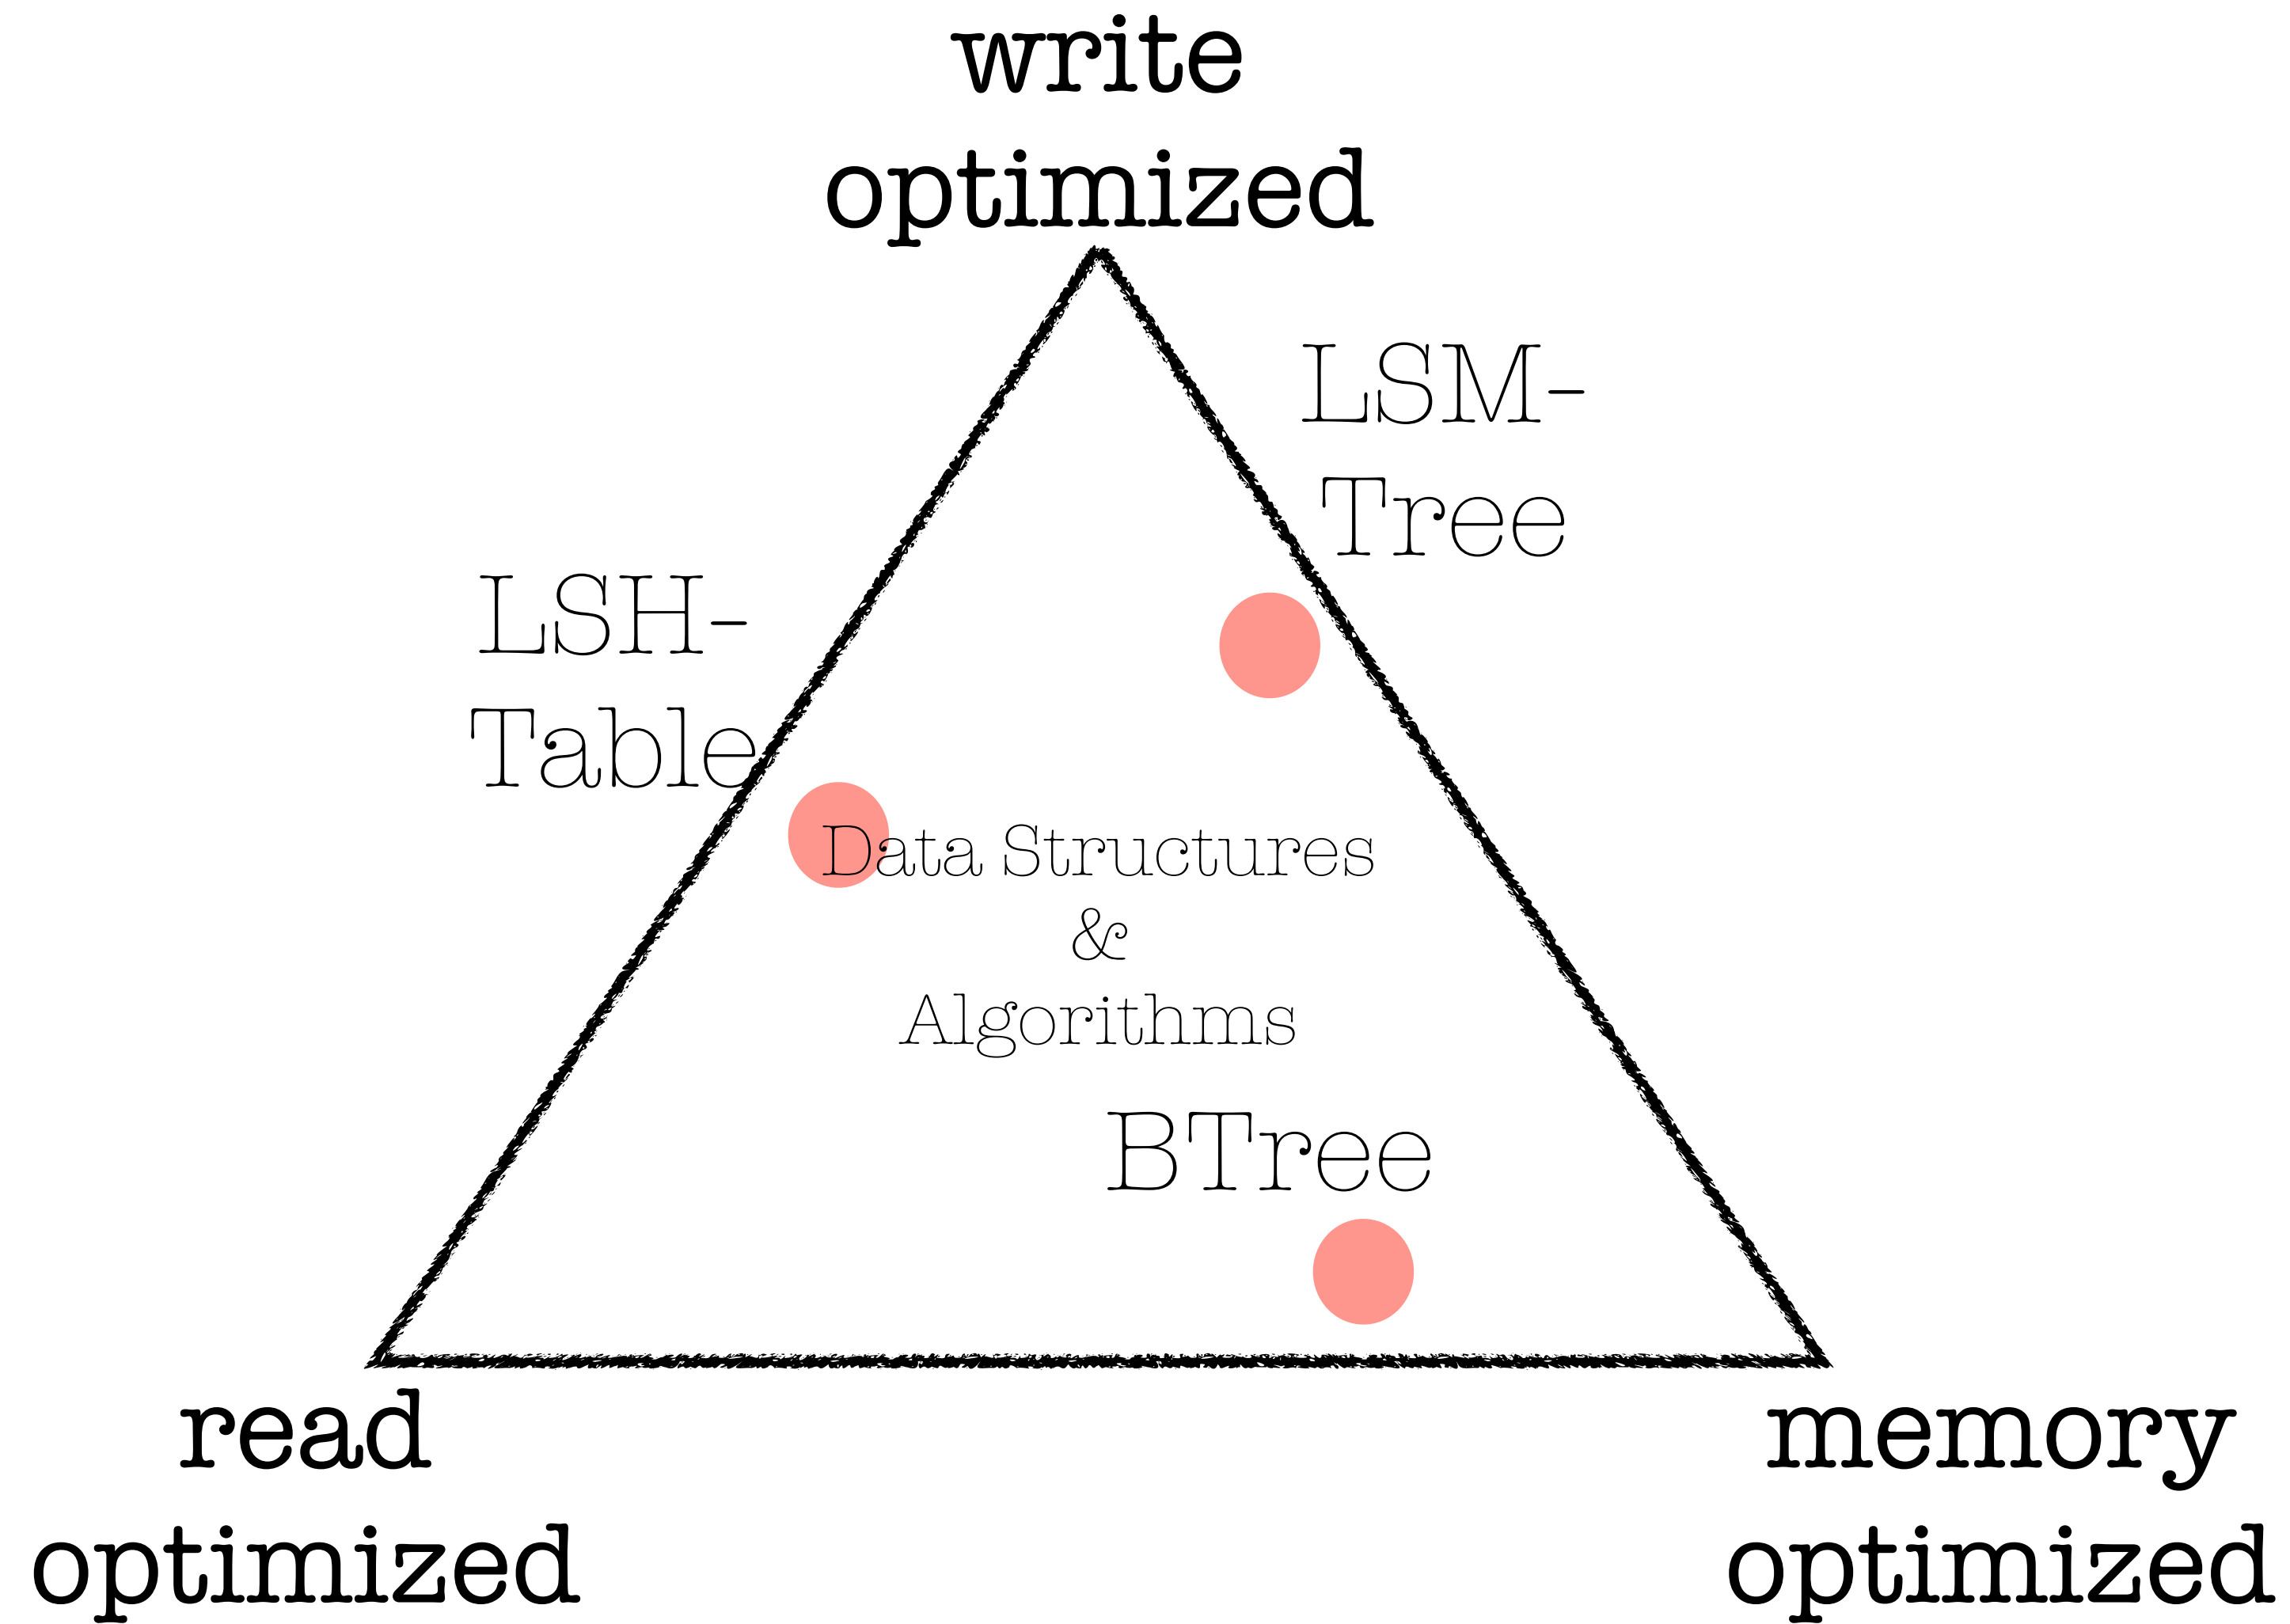 write
optimized
LSM-
Tree
LSH-
Table
Data Structures
&
Algorithms
BTree
read
optimized
memory
optimized